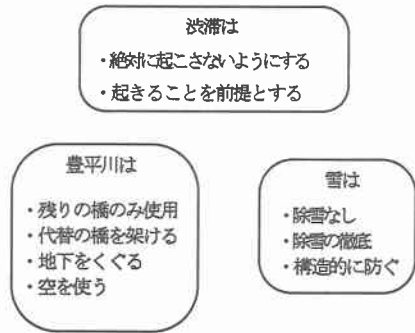 渋滞は
・絶対に起こさないようにする
・起きることを前提とする
豊平川は
・残りの橋のみ使用
・代替の橋を架ける
・地下をくぐる
・空を使う
雪は
・除雪なし
・除雪の徹底
・構造的に防ぐ